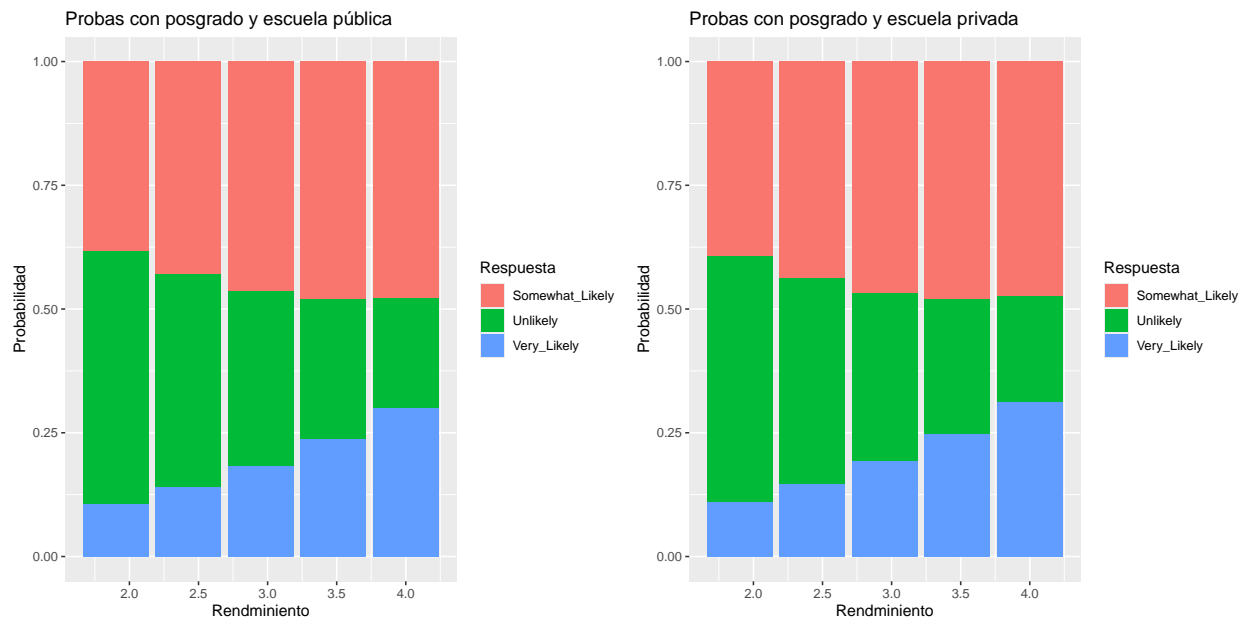 Probas con posgrado y escuela pública
1.00
0.75
0.50
0.25
0.00
Probabilidad
2.0 2.5 3.0 3.5 4.0
Rendminiento
Respuesta
Somewhat_Likely
Unlikely
Very_Likely
Probas con posgrado y escuela privada
1.00
0.75
0.50
0.25
0.00
Probabilidad
2.0 2.5 3.0 3.5 4.0
Rendminiento
Respuesta
Somewhat_Likely
Unlikely
Very_Likely